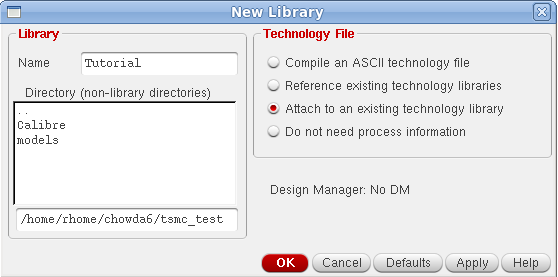 New Library
Library
Name Tutorial
Directory (non-library directories)
..
Calibre
models
/home/rhome/chowda6/tsmc_test
Technology File
Compile an ASCII technology file
Reference existing technology libraries
Attach to an existing technology library
Do not need process information
Design Manager: No DM
OK Cancel Defaults Apply Help